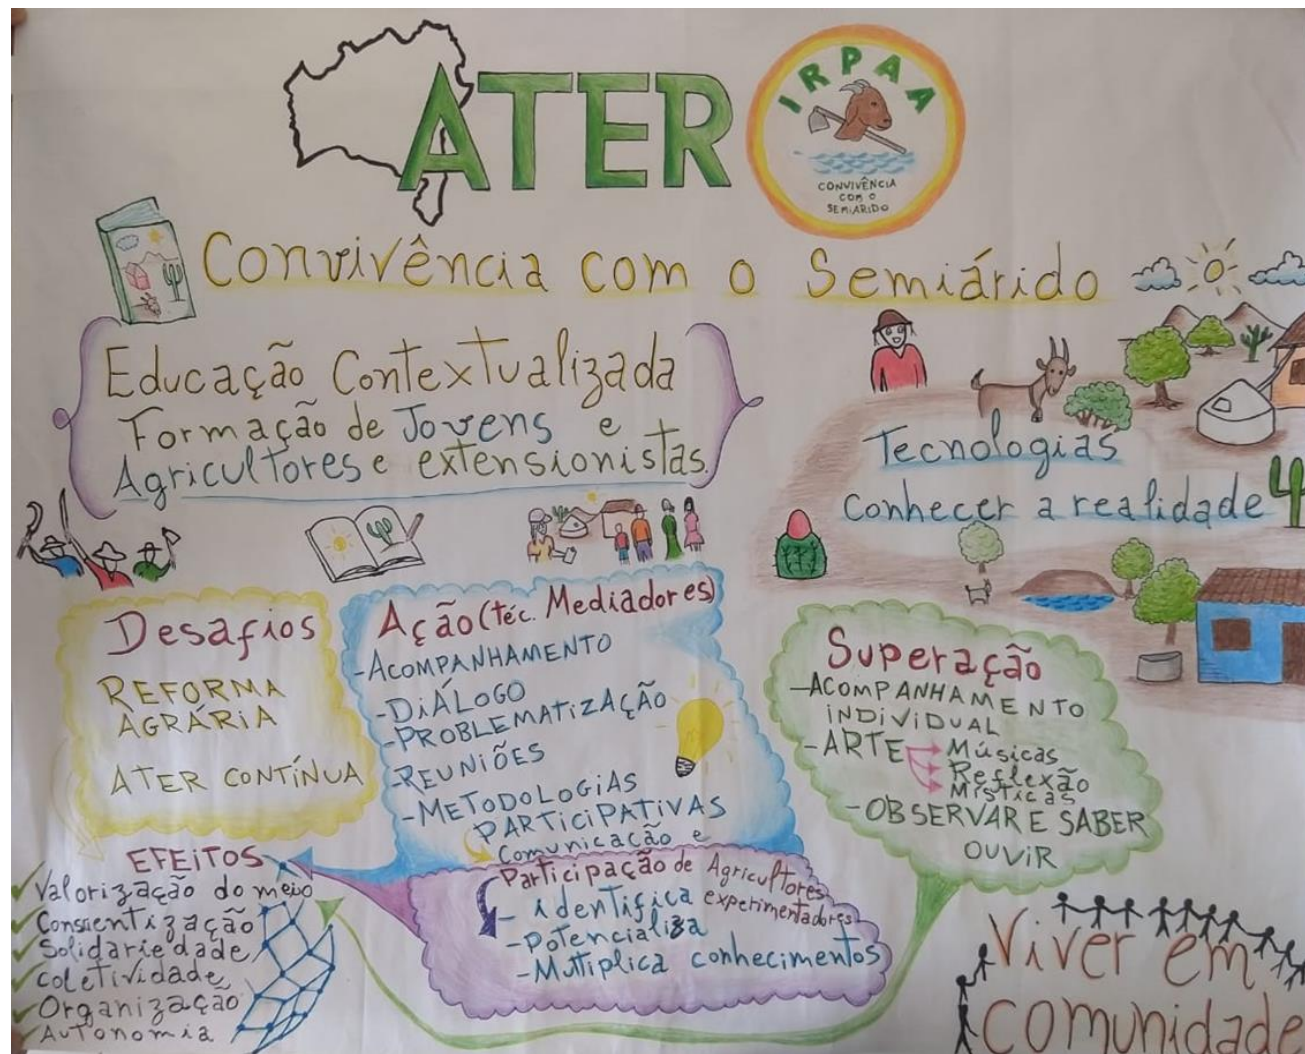 ATER
IRPAA
CONVIVÊNCIA
COM O
SEMIARIDO
Convivência com o Semiárido
Educação Contextualizada
Formação de Jovens e
Agricultores e extensionistas.
Tecnologias
Conhecer a realidade
Desafios
REFORMA
AGRÁRIA
ATER CONTÍNUA
Ação (téc. Mediadores)
-ACOMPANHAMENTO
-DIÁLOGO
-PROBLEMATIZAÇÃO
-REUNIÕES
-METODOLOGIAS
PARTICIPATIVAS
Comunicação e
Participação de Agricultores
experimentadores
- identifica
-Potencializa
-Multiplica conhecimentos
Superação
-ACOMPANHAMENTO
INDIVIDUAL
-ARTE Músicas
Reflexão
Místicas
-OBSERVAR E SABER
OUVIR
EFEITOS
Valorização do meio
Consientização
Solidariedade
Coletividade
Organização
Autonomia
Viver em
Comunidade